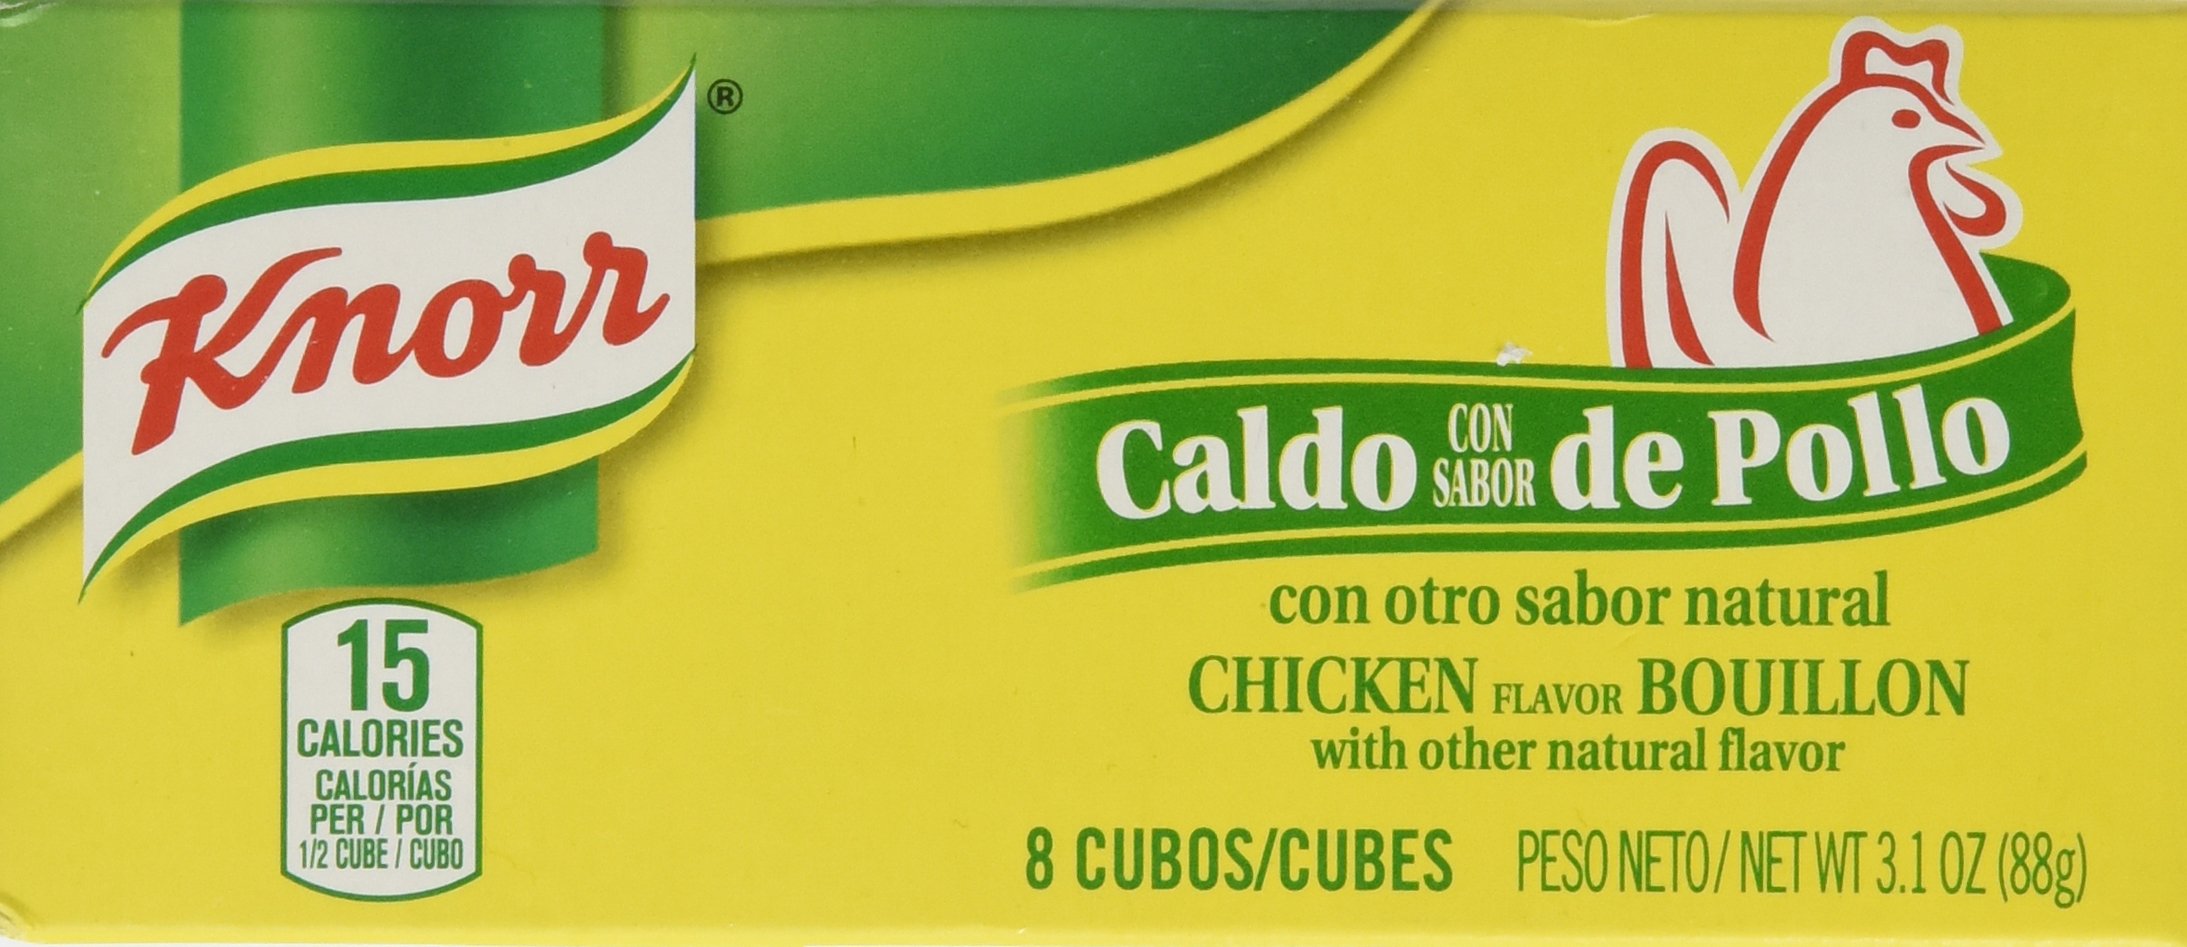 Knorr®
Caldo CON SABOR de Pollo
con otro sabor natural
CHICKEN FLAVOR BOUILLON
with other natural flavor
15
CALORIES
CALORÍAS
PER / POR
1/2 CUBE / CUBO
8 CUBOS/CUBES PESO NETO/ NET WT 3.1 OZ (88g)